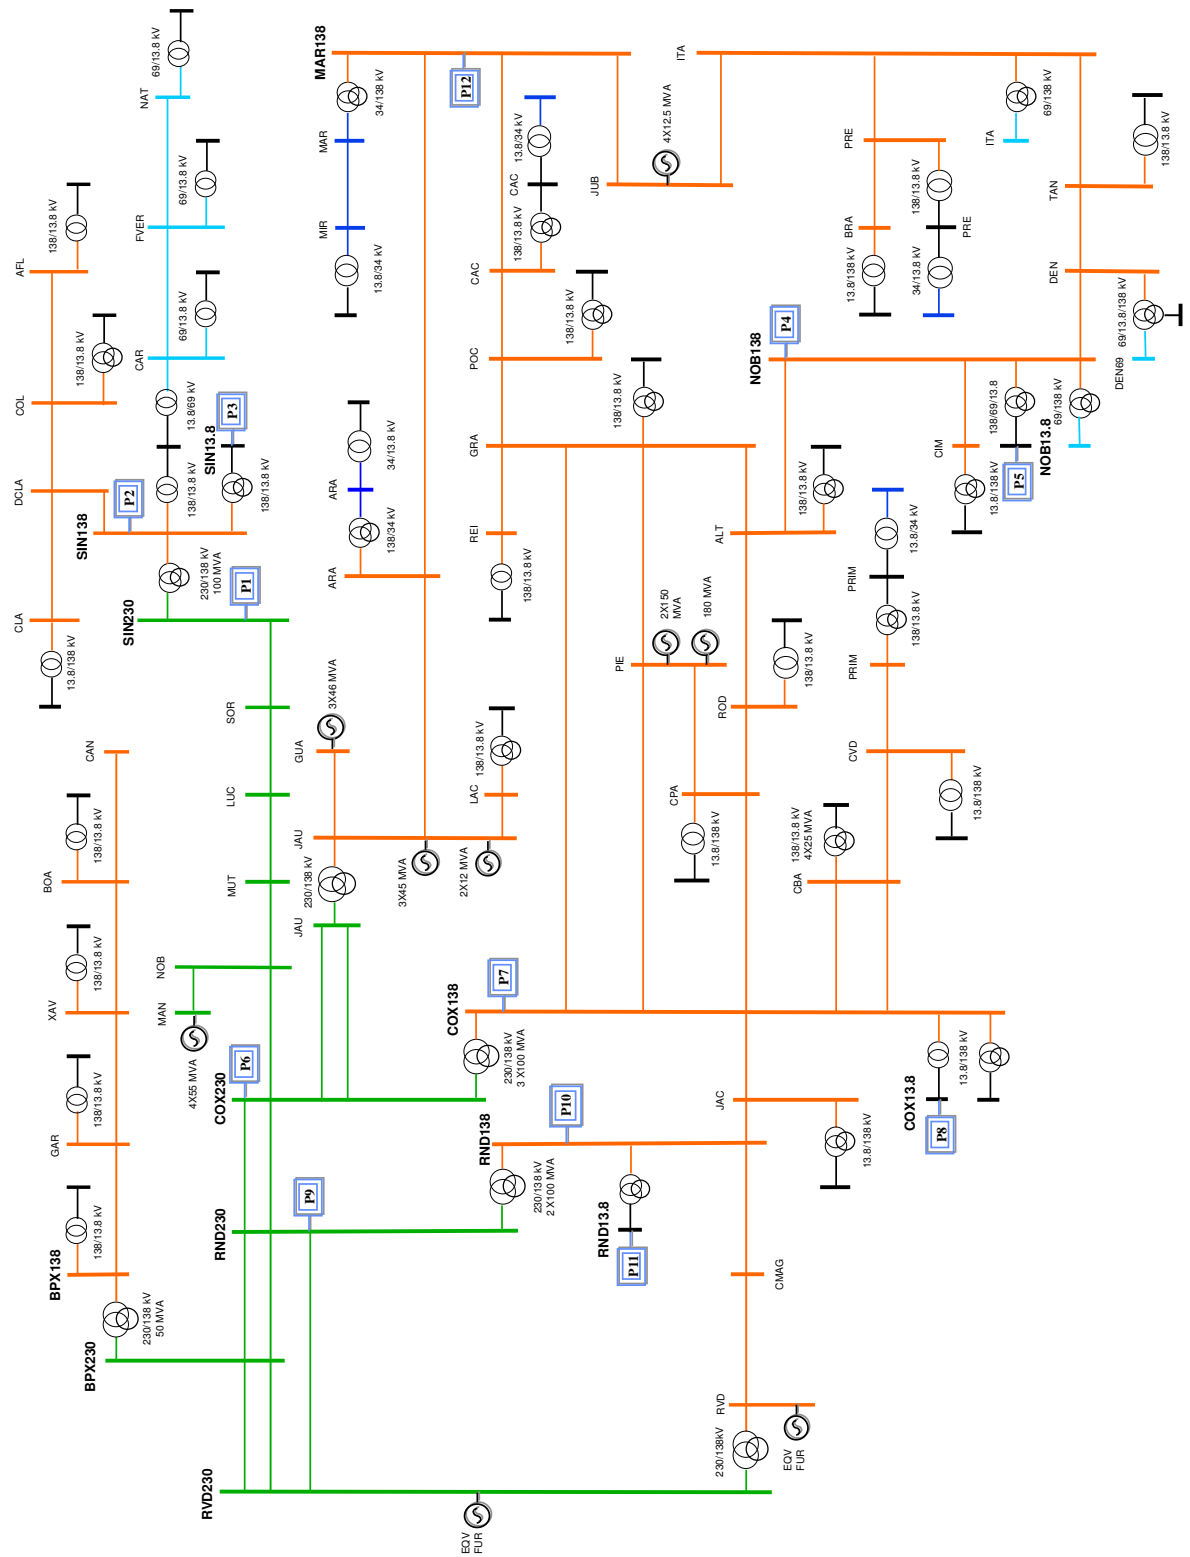 AFL
138/13.8 kV
COL
138/13.8 kV
DCLA
CLA
13.8/138 kV
NAT
69/13.8 kV
FVER
69/13.8 kV
CAR
69/13.8 kV
13.8/69 kV
138/13.8 kV
SIN13.8
P3
138/13.8 kV
P2
SIN138
230/138 kV
100 MVA
P1
SIN230
SOR
LUC
MUT
NOB
MAN
4X55 MVA
CAN
BOA
138/13.8 kV
XAV
138/13.8 kV
GAR
138/13.8 kV
BPX138
138/13.8 kV
230/138 kV
50 MVA
BPX230
COX230
P6
RND230
P9
RVD230
EQV
FUR
MAR138
34/138 kV
MAR
MIR
13.8/34 kV
P12
ARA
34/13.8 kV
138/34 kV
ARA
GUA
3X46 MVA
JAU
230/138 kV
JAU
3X45 MVA
2X12 MVA
LAC
138/13.8 kV
13.8/34 kV
CAC
138/13.8 kV
CAC
POC
138/13.8 kV
GRA
138/13.8 kV
REI
138/13.8 kV
JUB
4X12.5 MVA
PIE
2X150
MVA
180 MVA
CPA
13.8/138 kV
ROD
138/13.8 kV
COX138
P7
230/138 kV
3 X100 MVA
RND138
P10
230/138 kV
2 X100 MVA
RND13.8
P11
JAC
13.8/138 kV
CMAG
RVD
230/138kV
EQV
FUR
COX13.8
P8
13.8/138 kV
CBA
138/13.8 kV
4X25 MVA
CVD
13.8/138 kV
PRIM
138/13.8 kV
PRIM
13.8/34 kV
ALT
138/13.8 kV
NOB138
P4
CIM
13.8/138 kV
138/69/13.8
P5
NOB13.8
69/138 kV
ITA
PRE
138/13.8 kV
PRE
34/13.8 kV
BRA
13.8/138 kV
69/138 kV
ITA
TAN
138/13.8 kV
DEN
69/13.8/138 kV
DEN69